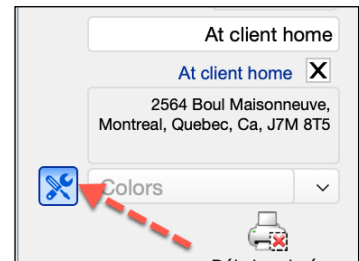 At client home
At client home
2564 Boul Maisonneuve,
Montreal, Quebec, Ca, J7M 8T5
Colors